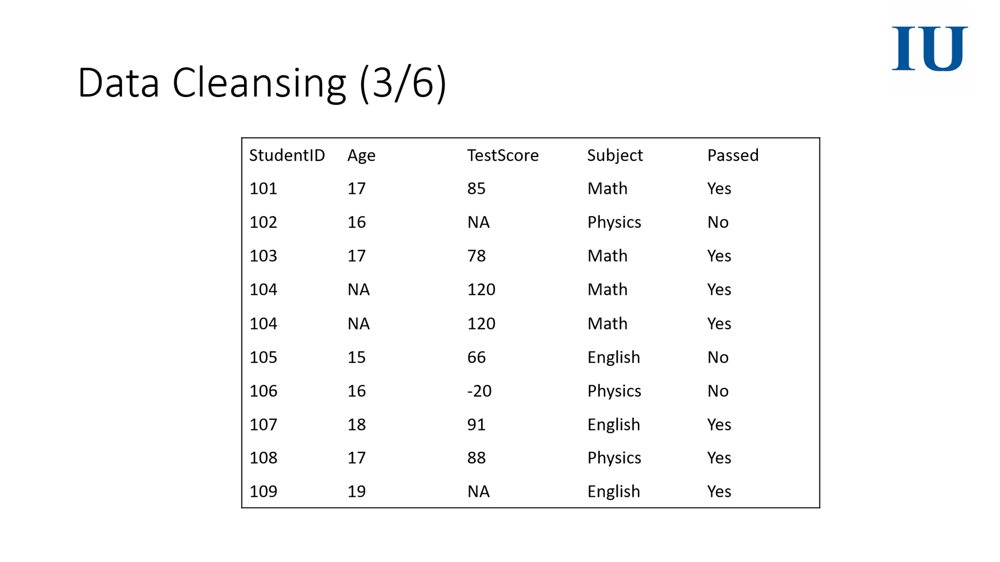 IU
Data Cleansing (3/6)
StudentID Age TestScore Subject Passed
101 17 85 Math Yes
102 16 NA Physics No
103 17 78 Math Yes
104 NA 120 Math Yes
104 NA 120 Math Yes
105 15 66 English No
106 16 -20 Physics No
107 18 91 English Yes
108 17 88 Physics Yes
109 19 NA English Yes